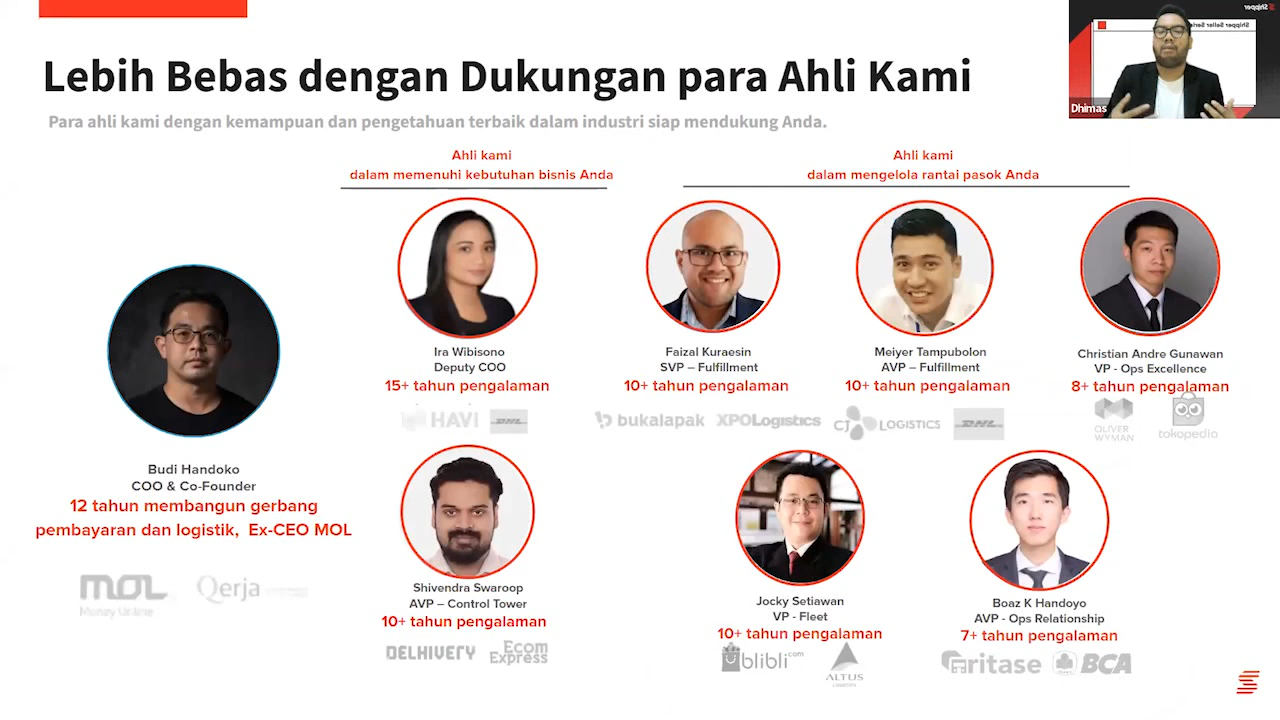 Lebih Bebas dengan Dukungan para Ahli Kami
Para ahli kami dengan kemampuan dan pengetahuan terbaik dalam industri siap mendukung Anda.
Shipper
Shipper Seller Series
Dhimas
Ahli kami
dalam memenuhi kebutuhan bisnis Anda
Ahli kami
dalam mengelola rantai pasok Anda
Ira Wibisono
Deputy COO
15+ tahun pengalaman
HAVI DHL
Faizal Kuraesin
SVP – Fulfillment
10+ tahun pengalaman
bukalapak XPOLogistics
Meiyer Tampubolon
AVP – Fulfillment
10+ tahun pengalaman
CJ LOGISTICS DHL
Christian Andre Gunawan
VP - Ops Excellence
8+ tahun pengalaman
OLIVER
WYMAN
tokopedia
Budi Handoko
COO & Co-Founder
12 tahun membangun gerbang
pembayaran dan logistik, Ex-CEO MOL
MOL
Money Online
Qerja
Shivendra Swaroop
AVP – Control Tower
10+ tahun pengalaman
DELHIVERY
Ecom
Express
Jocky Setiawan
VP - Fleet
10+ tahun pengalaman
blibli.com
ALTUS
Boaz K Handoyo
AVP - Ops Relationship
7+ tahun pengalaman
ritase BCA